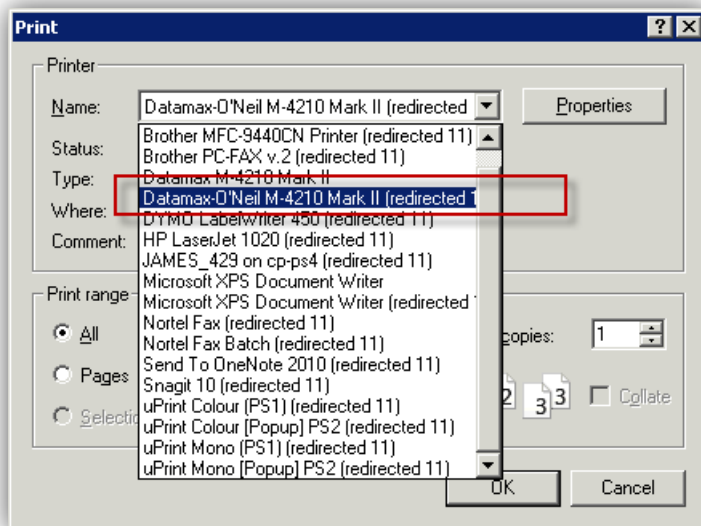 Print
Printer
Name: Datamax-O'Neil M-4210 Mark II (redirected Properties
Status:
Type:
Where:
Comment:
Brother MFC-9440CN Printer (redirected 11)
Brother PC-FAX v.2 (redirected 11)
Datamax M-4210 Mark II
Datamax-O'Neil M-4210 Mark II (redirected 1
DYMO LabelWriter 450 (redirected 11)
HP LaserJet 1020 (redirected 11)
JAMES_429 on cp-ps4 (redirected 11)
Microsoft XPS Document Writer
Microsoft XPS Document Writer (redirected
Nortel Fax (redirected 11)
Nortel Fax Batch (redirected 11)
Send To OneNote 2010 (redirected 11)
Snagit 10 (redirected 11)
uPrint Colour (PS1) (redirected 11)
uPrint Colour [Popup] PS2 (redirected 11)
uPrint Mono (PS1) (redirected 11)
uPrint Mono [Popup] PS2 (redirected 11)
Print range
All
Pages
Selectio
copies: 1
2 3 3
Collate
OK Cancel